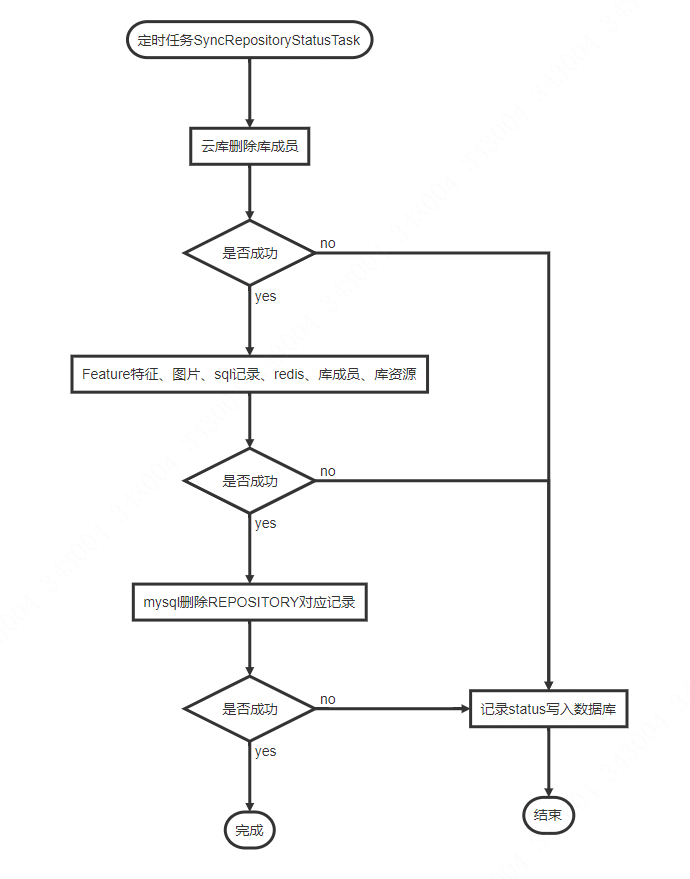 定时任务SyncRepositoryStatusTask
云库删除库成员
是否成功
no
yes
Feature特征、图片、sql记录、redis、库成员、库资源
是否成功
no
yes
mysql删除REPOSITORY对应记录
是否成功
no
记录status写入数据库
yes
结束
完成